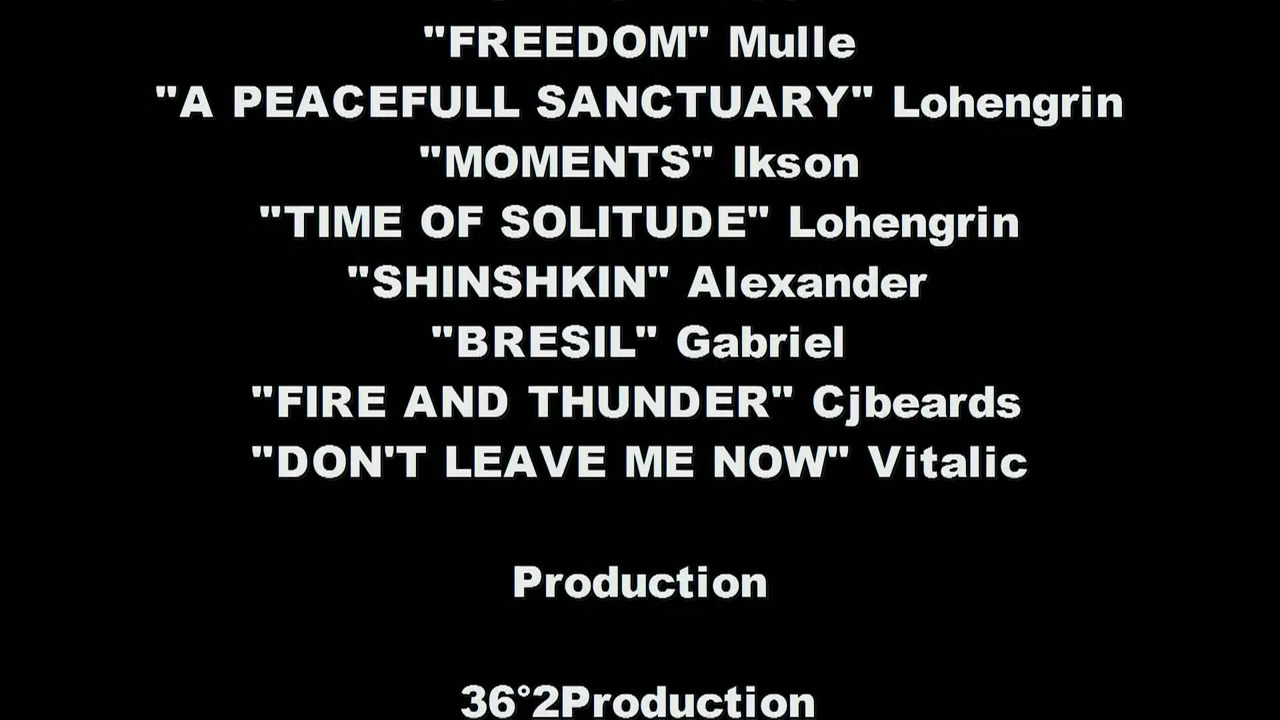 "FREEDOM" Mulle
"A PEACEFULL SANCTUARY" Lohengrin
"MOMENTS" Ikson
"TIME OF SOLITUDE" Lohengrin
"SHINSHKIN" Alexander
"BRESIL" Gabriel
"FIRE AND THUNDER" Cjbeards
"DON'T LEAVE ME NOW" Vitalic
Production
36°2Production